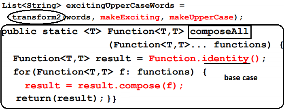 List<String> excitingUpperCaseWords =
transform2(words, makeExciting, makeUpperCase);
public static <T> Function<T,T> composeAll
(Function<T,T>... functions) {
Function<T,T> result = Function.identity();
for(Function<T,T> f: functions) {
base case
result = result.compose(f);
return(result); }}